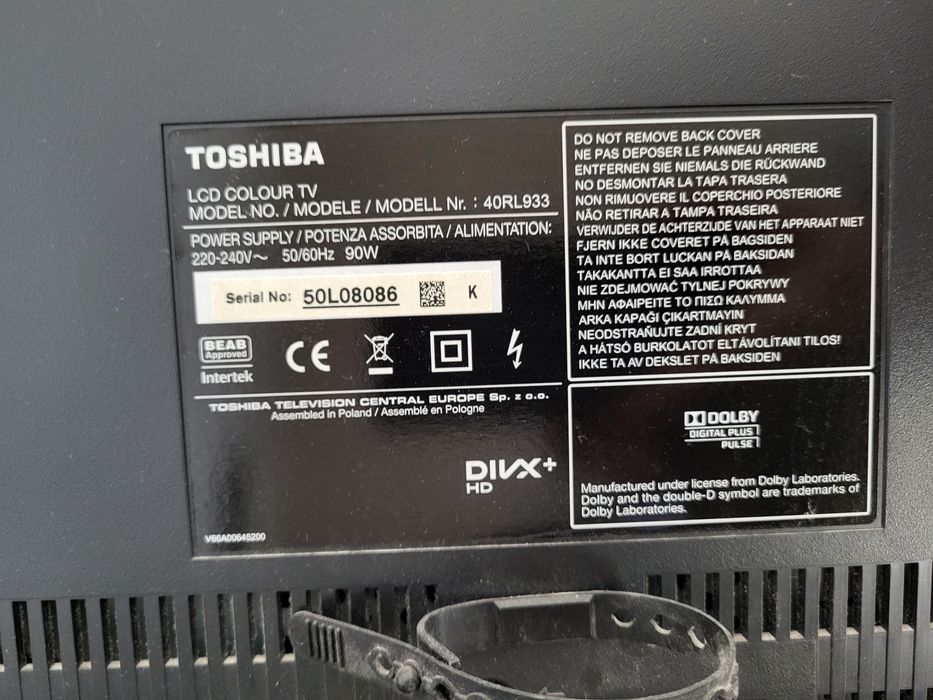 TOSHIBA
LCD COLOUR TV
MODEL NO. / MODELE / MODELL Nr. : 40RL933
POWER SUPPLY / POTENZA ASSORBITA / ALIMENTATION:
220-240V~ 50/60Hz 90W
Serial No: 50L08086 K
BEAB
Approved
Intertek
CE
TOSHIBA TELEVISION CENTRAL EUROPE Sp. z o.o.
Assembled in Poland / Assemblé en Pologne
DIVX+
HD
V66A00645200
DO NOT REMOVE BACK COVER
NE PAS DEPOSER LE PANNEAU ARRIERE
ENTFERNEN SIE NIEMALS DIE RÜCKWAND
NO DESMONTAR LA TAPA TRASERA
NON RIMUOVERE IL COPERCHIO POSTERIORE
NÃO RETIRAR A TAMPA TRASEIRA
VERWIJDER DE ACHTERZIJDE VAN HET APPARAAT NIET
FJERN IKKE COVERET PÅ BAGSIDEN
TA INTE BORT LUCKAN PÅ BAKSIDAN
TAKAKANTTA EI SAA IRROTTAA
NIE ZDEJMOWAĆ TYLNEJ POKRYWY
ΜΗΝ ΑΦΑΙΡΕΙΤΕ ΤΟ ΠΙΣΩ ΚΑΛΥΜΜΑ
ARKA KAPAĞI ÇIKARTMAYIN
NEODSTRAŇUJTE ZADNÍ KRYT
A HÁTSÓ BURKOLATOT ELTÁVOLÍTANI TILOS!
IKKE TA AV DEKSLET PÅ BAKSIDEN
DOLBY
DIGITAL PLUS
PULSE
Manufactured under license from Dolby Laboratories.
Dolby and the double-D symbol are trademarks of
Dolby Laboratories.